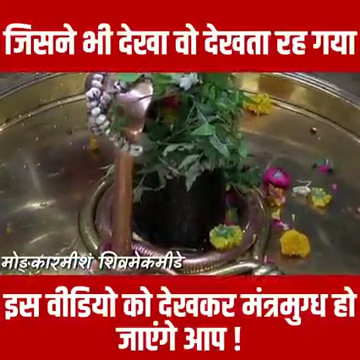 जिसने भी देखा वो देखता रह गया
मोङ्कारमीशं शिवमेकमीडे
इस वीडियो को देखकर मंत्रमुग्ध हो
जाएंगे आप !